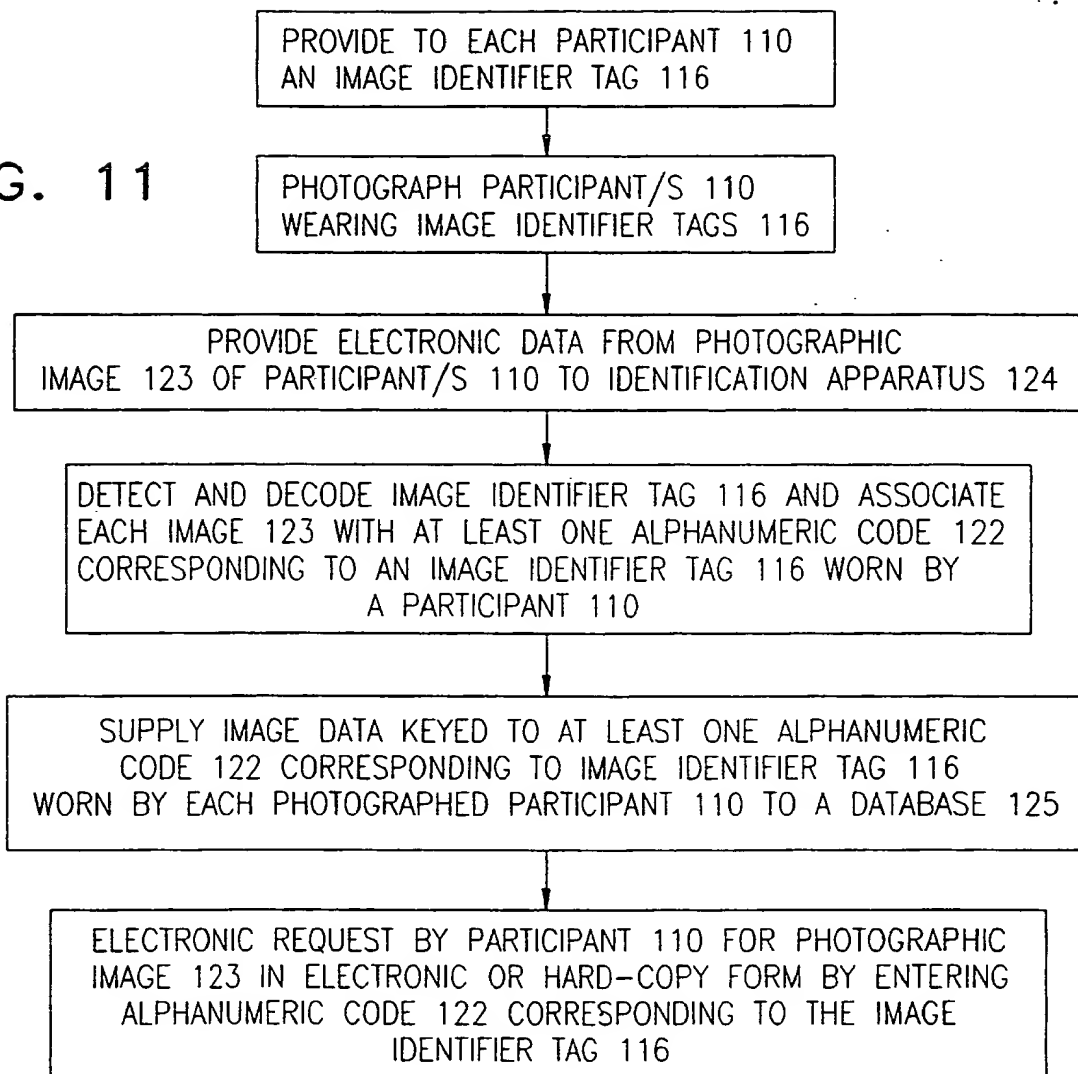 PROVIDE TO EACH PARTICIPANT 110
AN IMAGE IDENTIFIER TAG 116
G. 11
PHOTOGRAPH PARTICIPANT/S 110
WEARING IMAGE IDENTIFIER TAGS 116
PROVIDE ELECTRONIC DATA FROM PHOTOGRAPHIC
IMAGE 123 OF PARTICIPANT/S 110 TO IDENTIFICATION APPARATUS 124
DETECT AND DECODE IMAGE IDENTIFIER TAG 116 AND ASSOCIATE
EACH IMAGE 123 WITH AT LEAST ONE ALPHANUMERIC CODE 122
CORRESPONDING TO AN IMAGE IDENTIFIER TAG 116 WORN BY
A PARTICIPANT 110
SUPPLY IMAGE DATA KEYED TO AT LEAST ONE ALPHANUMERIC
CODE 122 CORRESPONDING TO IMAGE IDENTIFIER TAG 116
WORN BY EACH PHOTOGRAPHED PARTICIPANT 110 TO A DATABASE 125
ELECTRONIC REQUEST BY PARTICIPANT 110 FOR PHOTOGRAPHIC
IMAGE 123 IN ELECTRONIC OR HARD-COPY FORM BY ENTERING
ALPHANUMERIC CODE 122 CORRESPONDING TO THE IMAGE
IDENTIFIER TAG 116